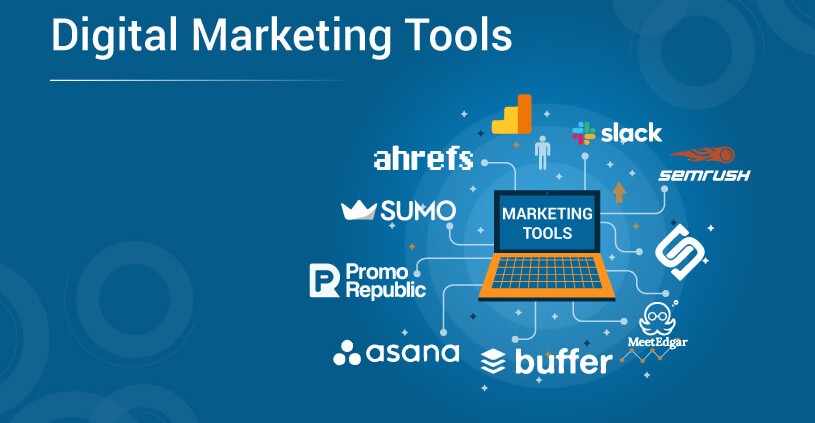 Digital Marketing Tools
slack
ahrefs
semrush
SUMO
MARKETING
TOOLS
Promo
Republic
MeetEdgar
asana
buffer